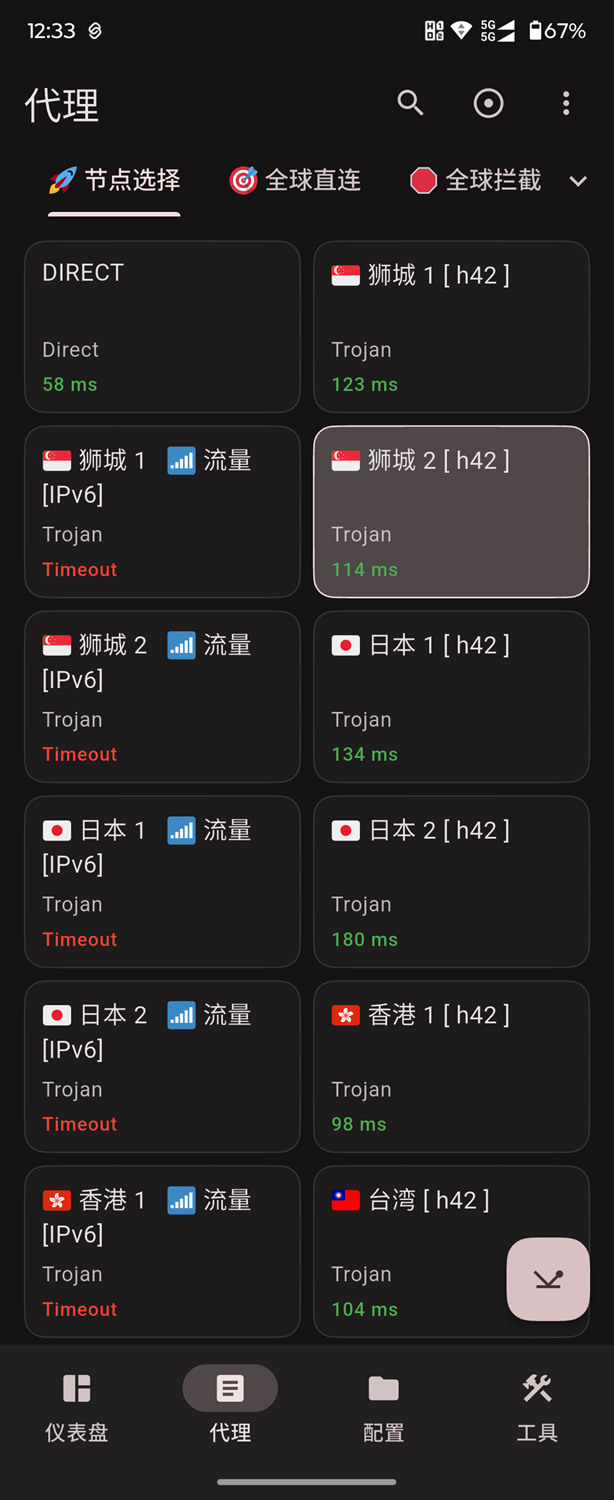 12:33
5G
5G
67%
代理
节点选择
全球直连
全球拦截
DIRECT
Direct
58 ms
狮城 1 [ h42 ]
Trojan
123 ms
狮城 1 流量
[IPv6]
Trojan
Timeout
狮城 2 [ h42 ]
Trojan
114 ms
狮城 2 流量
[IPv6]
Trojan
Timeout
日本 1 [ h42 ]
Trojan
134 ms
日本 1 流量
[IPv6]
Trojan
Timeout
日本 2 [ h42 ]
Trojan
180 ms
日本 2 流量
[IPv6]
Trojan
Timeout
香港 1 [ h42 ]
Trojan
98 ms
香港 1 流量
[IPv6]
Trojan
Timeout
台湾 [ h42 ]
Trojan
104 ms
仪表盘
代理
配置
工具